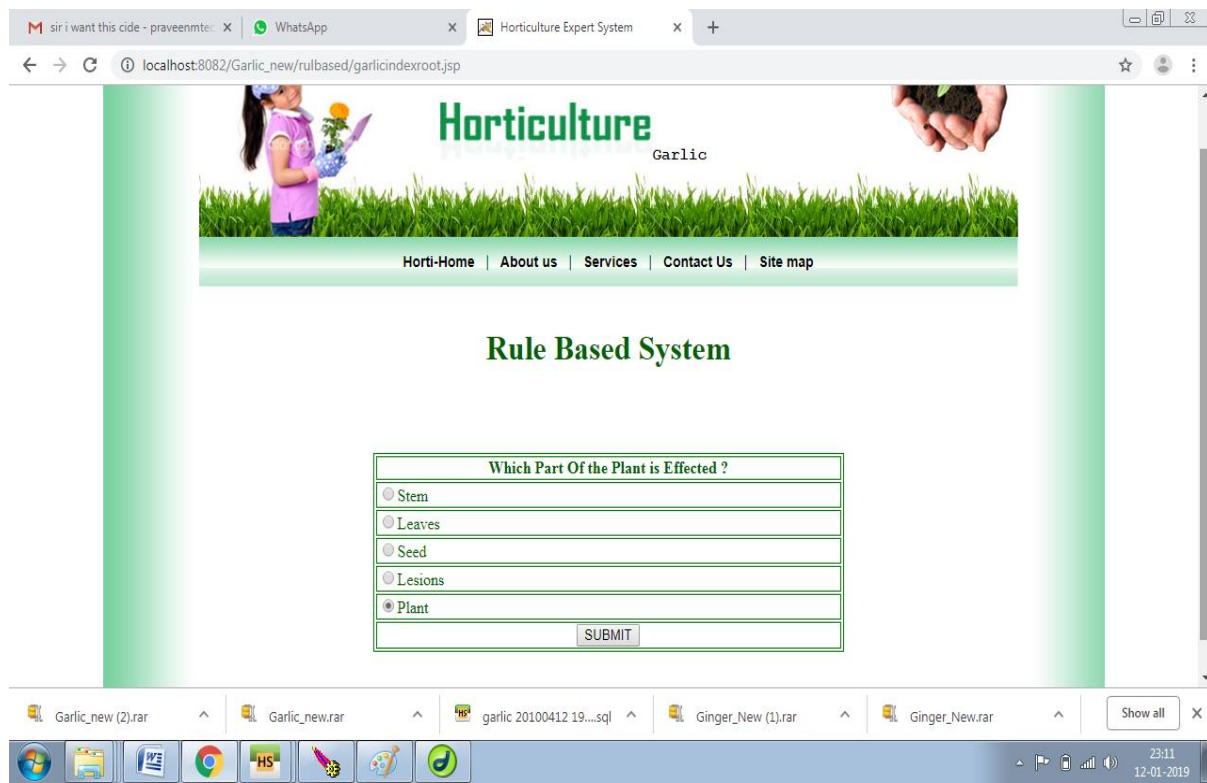 sir i want this cide - praveenmtec
WhatsApp
Horticulture Expert System
localhost:8082/Garlic_new/rulbased/garlicindexroot.jsp
Horticulture
Garlic
Horti-Home | About us | Services | Contact Us | Site map
Rule Based System
Which Part Of the Plant is Effected ?
Stem
Leaves
Seed
Lesions
Plant
SUBMIT
Garlic_new (2).rar
Garlic_new.rar
garlic 20100412 19....sql
Ginger_New (1).rar
Ginger_New.rar
Show all
HS
23:11
12-01-2019